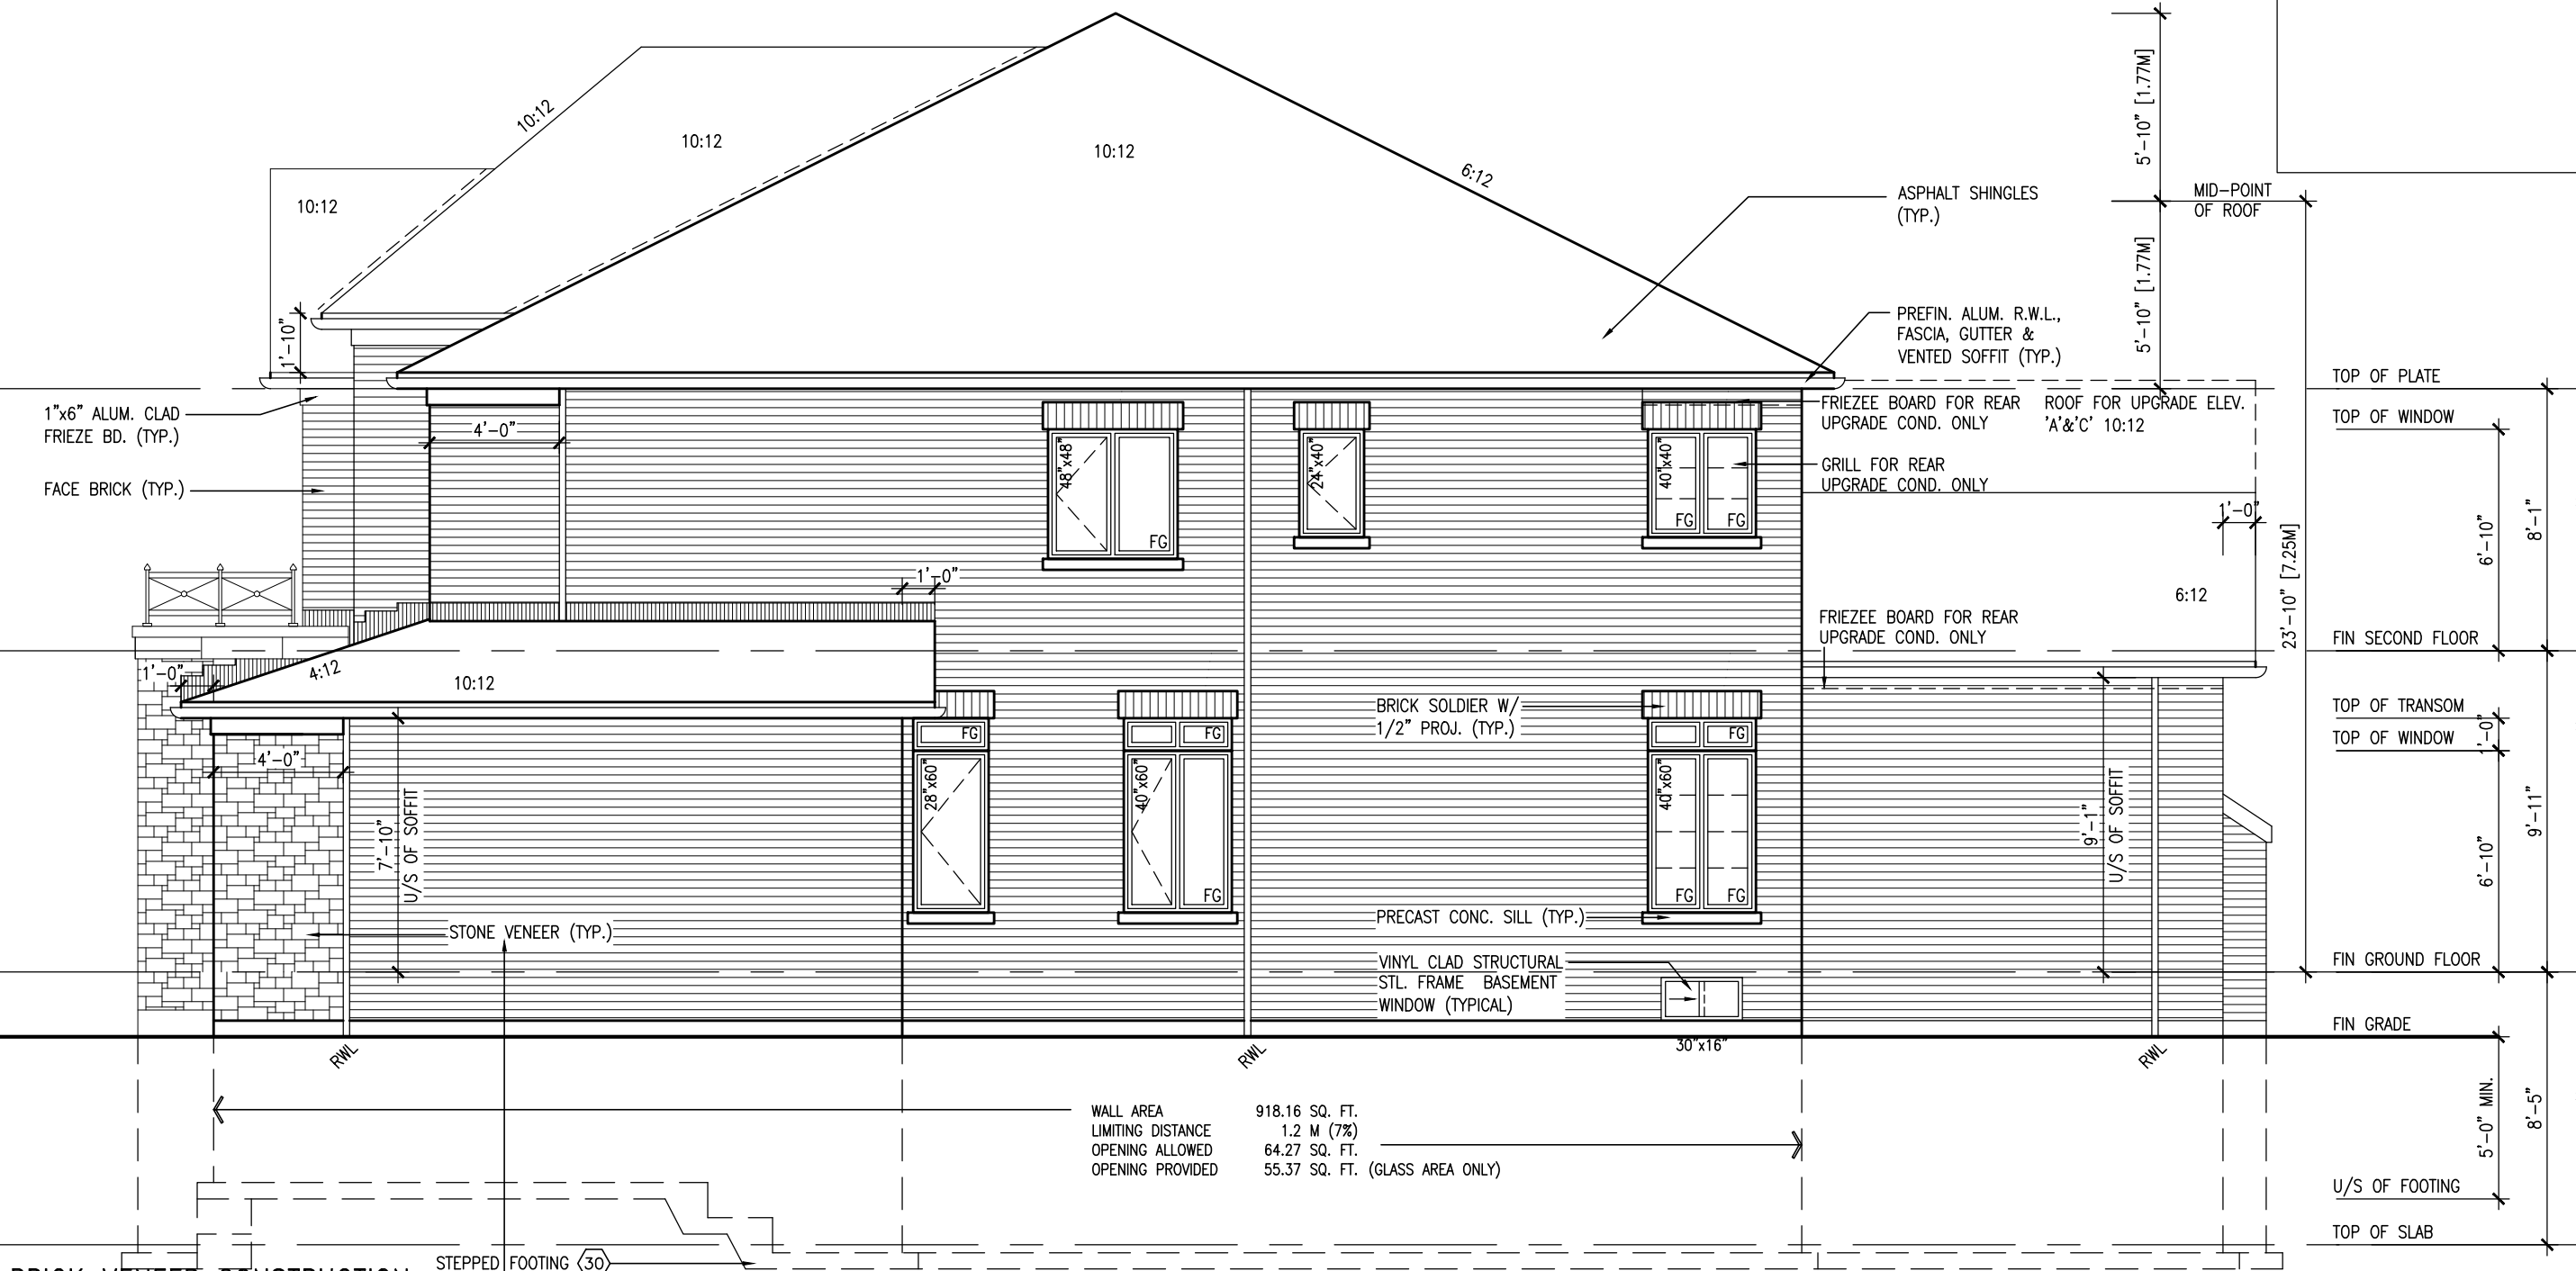 10:12
10:12
10:12
10:12
6:12
5'-10" [1.77M]
MID-POINT
OF ROOF
5'-10" [1.77M]
ASPHALT SHINGLES
(TYP.)
PREFIN. ALUM. R.W.L.,
FASCIA, GUTTER &
VENTED SOFFIT (TYP.)
1'-10"
1"x6" ALUM. CLAD
FRIEZE BD. (TYP.)
FACE BRICK (TYP.)
4'-0"
48"x48"
FG
24"x40"
40"x40"
FG
FG
FRIEZEE BOARD FOR REAR
UPGRADE COND. ONLY
ROOF FOR UPGRADE ELEV.
'A'&'C' 10:12
GRILL FOR REAR
UPGRADE COND. ONLY
1'-0"
TOP OF PLATE
TOP OF WINDOW
6'-10"
8'-1"
23'-10" [7.25M]
6:12
1'-0"
FRIEZEE BOARD FOR REAR
UPGRADE COND. ONLY
FIN SECOND FLOOR
1'-0"
4:12
10:12
BRICK SOLDIER W/
1/2" PROJ. (TYP.)
TOP OF TRANSOM
1'-0"
TOP OF WINDOW
4'-0"
7'-10"
U/S OF SOFFIT
FG
28"x60"
FG
40"x60"
FG
FG
40"x60"
FG
FG
9'-1"
U/S OF SOFFIT
6'-10"
9'-11"
STONE VENEER (TYP.)
PRECAST CONC. SILL (TYP.)
VINYL CLAD STRUCTURAL
STL. FRAME BASEMENT
WINDOW (TYPICAL)
FIN GROUND FLOOR
FIN GRADE
30"x16"
RWL
RWL
RWL
WALL AREA 918.16 SQ. FT.
LIMITING DISTANCE 1.2 M (7%)
OPENING ALLOWED 64.27 SQ. FT.
OPENING PROVIDED 55.37 SQ. FT. (GLASS AREA ONLY)
5'-0" MIN.
8'-5"
U/S OF FOOTING
TOP OF SLAB
STEPPED FOOTING 30
BRICK VENEER CONSTRUCTION